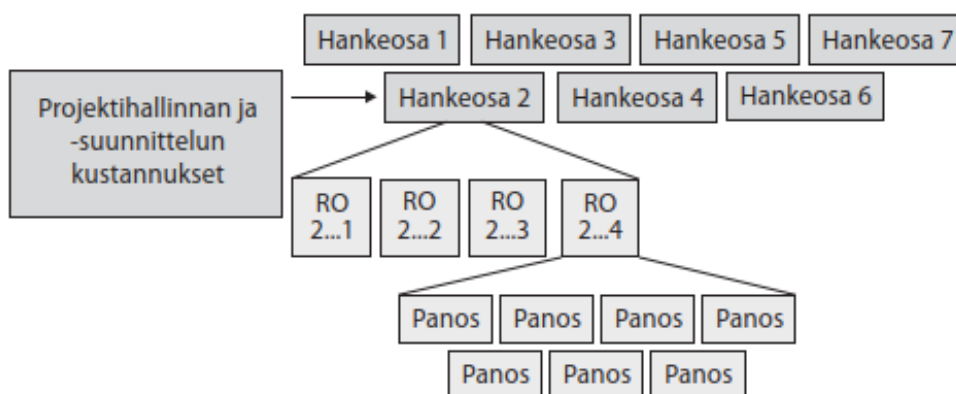 Hankeosa 1 Hankeosa 3 Hankeosa 5 Hankeosa 7
Projektihallinnan ja
-suunnittelun
kustannukset
Hankeosa 2 Hankeosa 4 Hankeosa 6
RO RO RO RO
2...1 2...2 2...3 2...4
Panos Panos Panos Panos
Panos Panos Panos